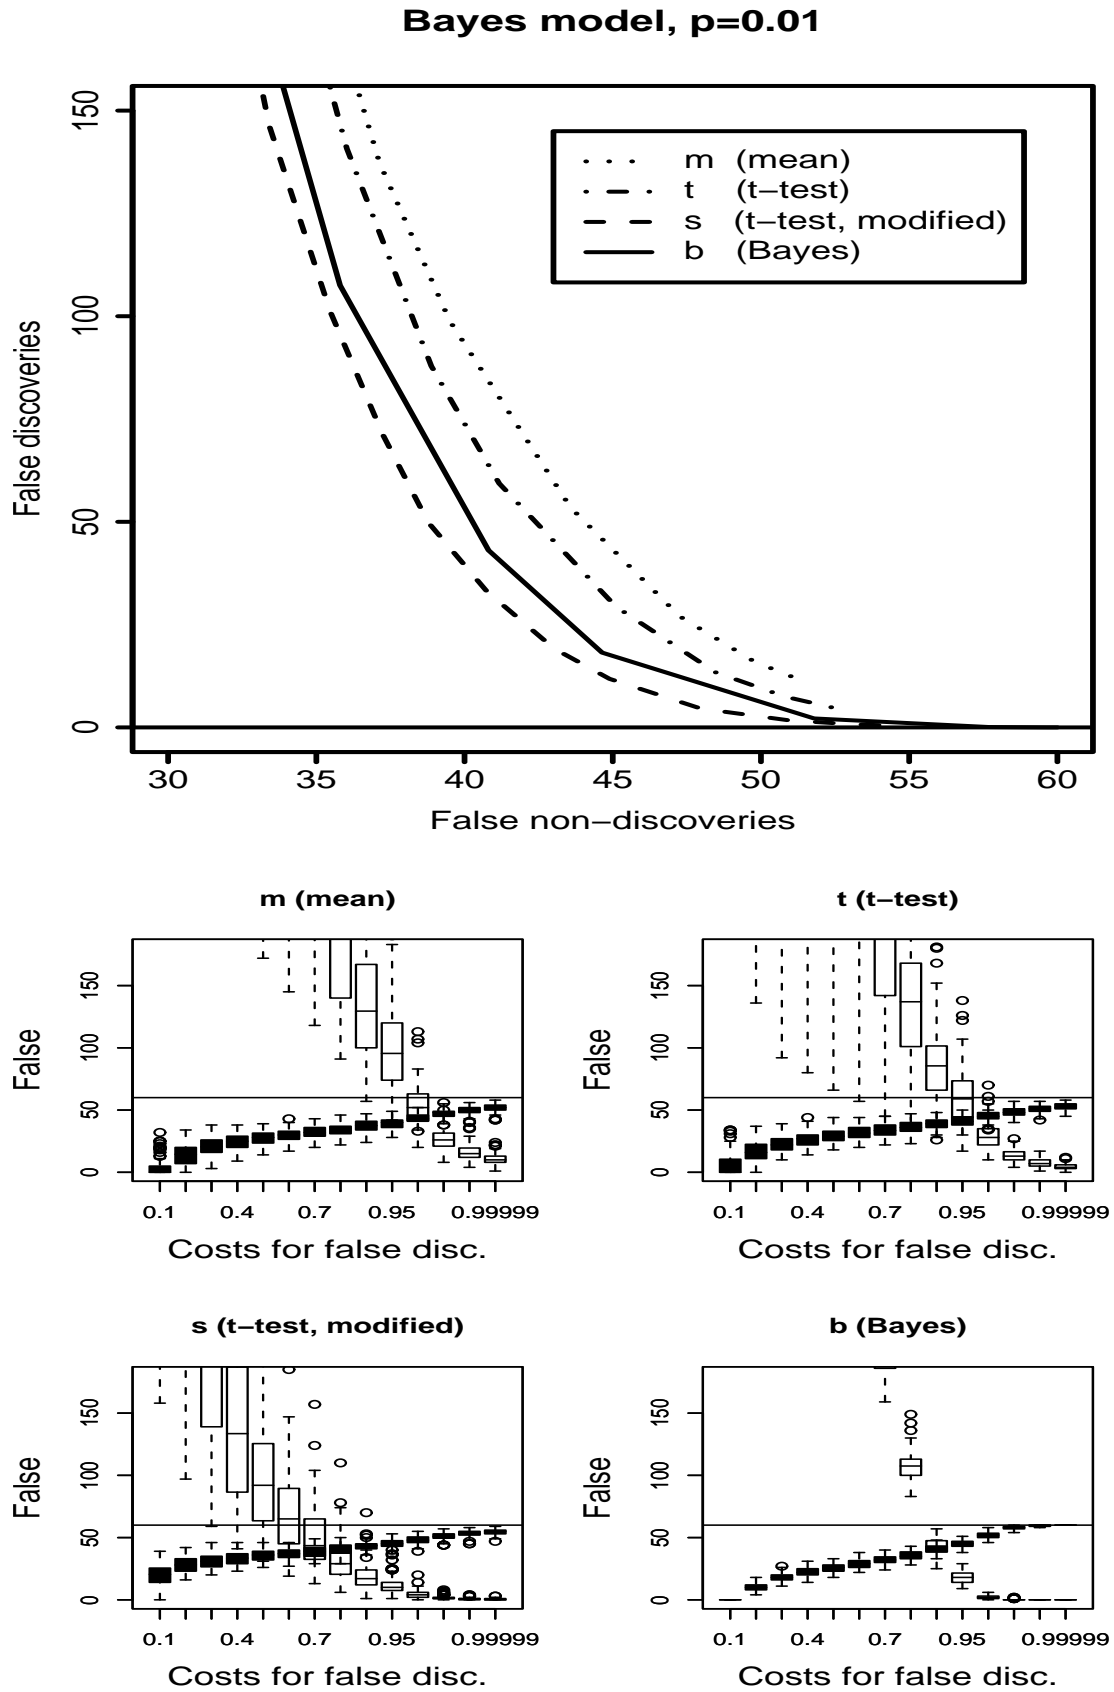 Bayes model, p=0.01
150
100
50
0
False discoveries
m (mean)
t (t−test)
s (t−test, modified)
b (Bayes)
30 35 40 45 50 55 60
False non−discoveries
m (mean)
False
150
100
50
0
0.1 0.4 0.7 0.95 0.99999
Costs for false disc.
t (t−test)
False
150
100
50
0
0.1 0.4 0.7 0.95 0.99999
Costs for false disc.
s (t−test, modified)
False
150
100
50
0
0.1 0.4 0.7 0.95 0.99999
Costs for false disc.
b (Bayes)
False
150
100
50
0
0.1 0.4 0.7 0.95 0.99999
Costs for false disc.